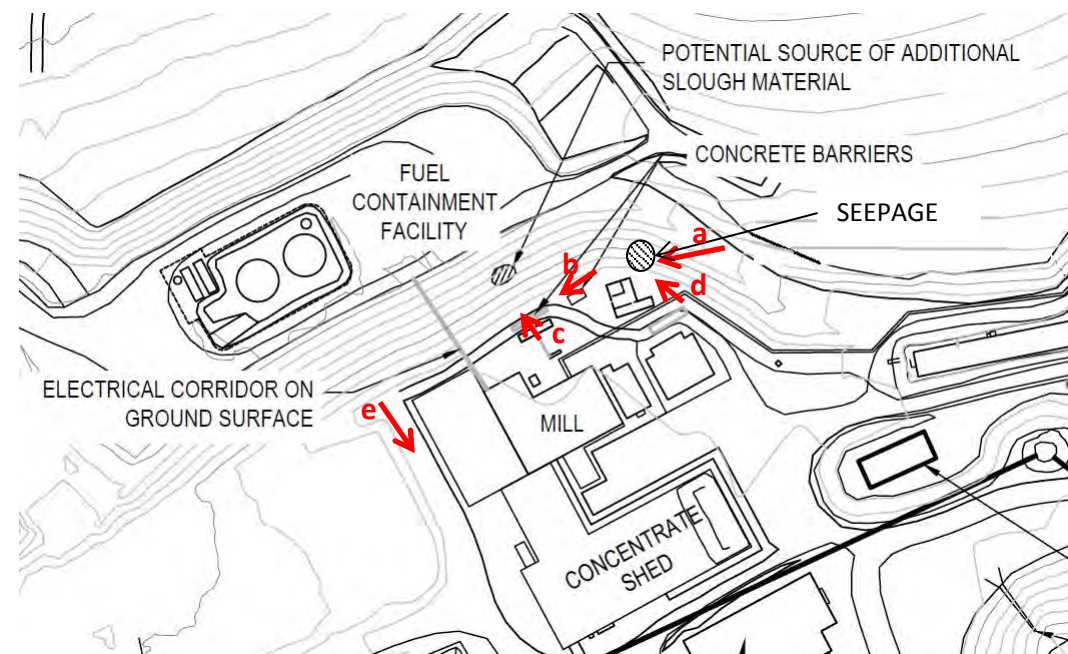 POTENTIAL SOURCE OF ADDITIONAL
SLOUGH MATERIAL
CONCRETE BARRIERS
FUEL
CONTAINMENT
FACILITY
SEEPAGE
a
b
d
c
ELECTRICAL CORRIDOR ON
GROUND SURFACE
e
MILL
CONCENTRATE
SHED